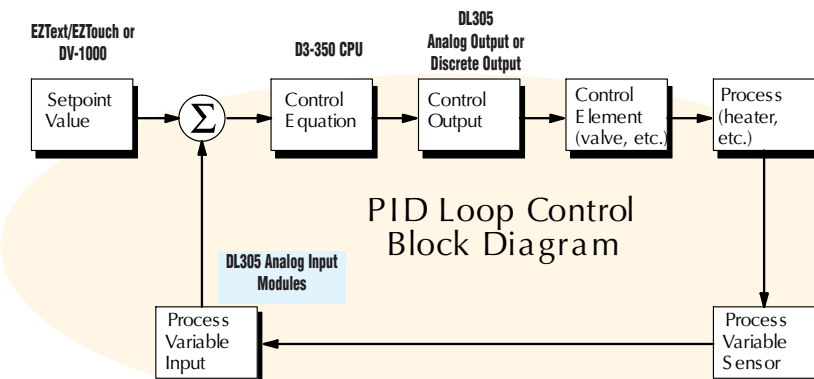 EZText/EZTouch or
DV-1000
D3-350 CPU
DL305
Analog Output or
Discrete Output
Setpoint
Value
Σ
Control
Equation
Control
Output
Control
Element
(valve, etc.)
Process
(heater,
etc.)
PID Loop Control
Block Diagram
DL305 Analog Input
Modules
Process
Variable
Input
Process
Variable
Sensor